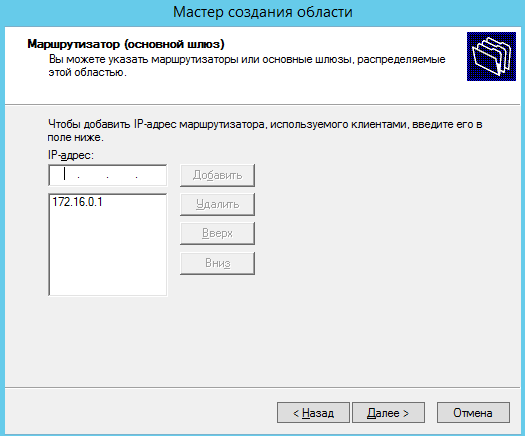 Мастер создания области
Маршрутизатор (основной шлюз)
Вы можете указать маршрутизаторы или основные шлюзы, распределяемые
этой областью.
Чтобы добавить IP-адрес маршрутизатора, используемого клиентами, введите его в
поле ниже.
IP-адрес:
. . .
Добавить
172.16.0.1
Удалить
Вверх
Вниз
< Назад
Далее >
Отмена